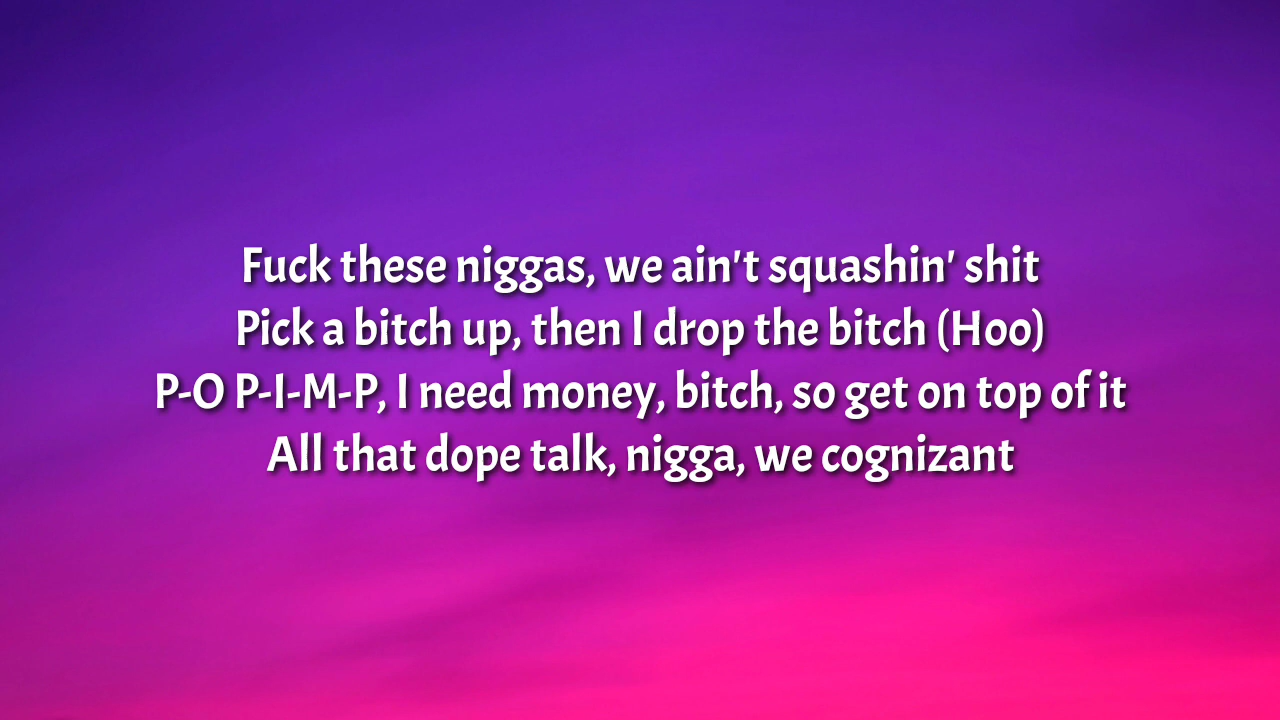 Fuck these niggas, we ain't squashin' shit
Pick a bitch up, then I drop the bitch (Hoo)
P-O P-I-M-P, I need money, bitch, so get on top of it
All that dope talk, nigga, we cognizant